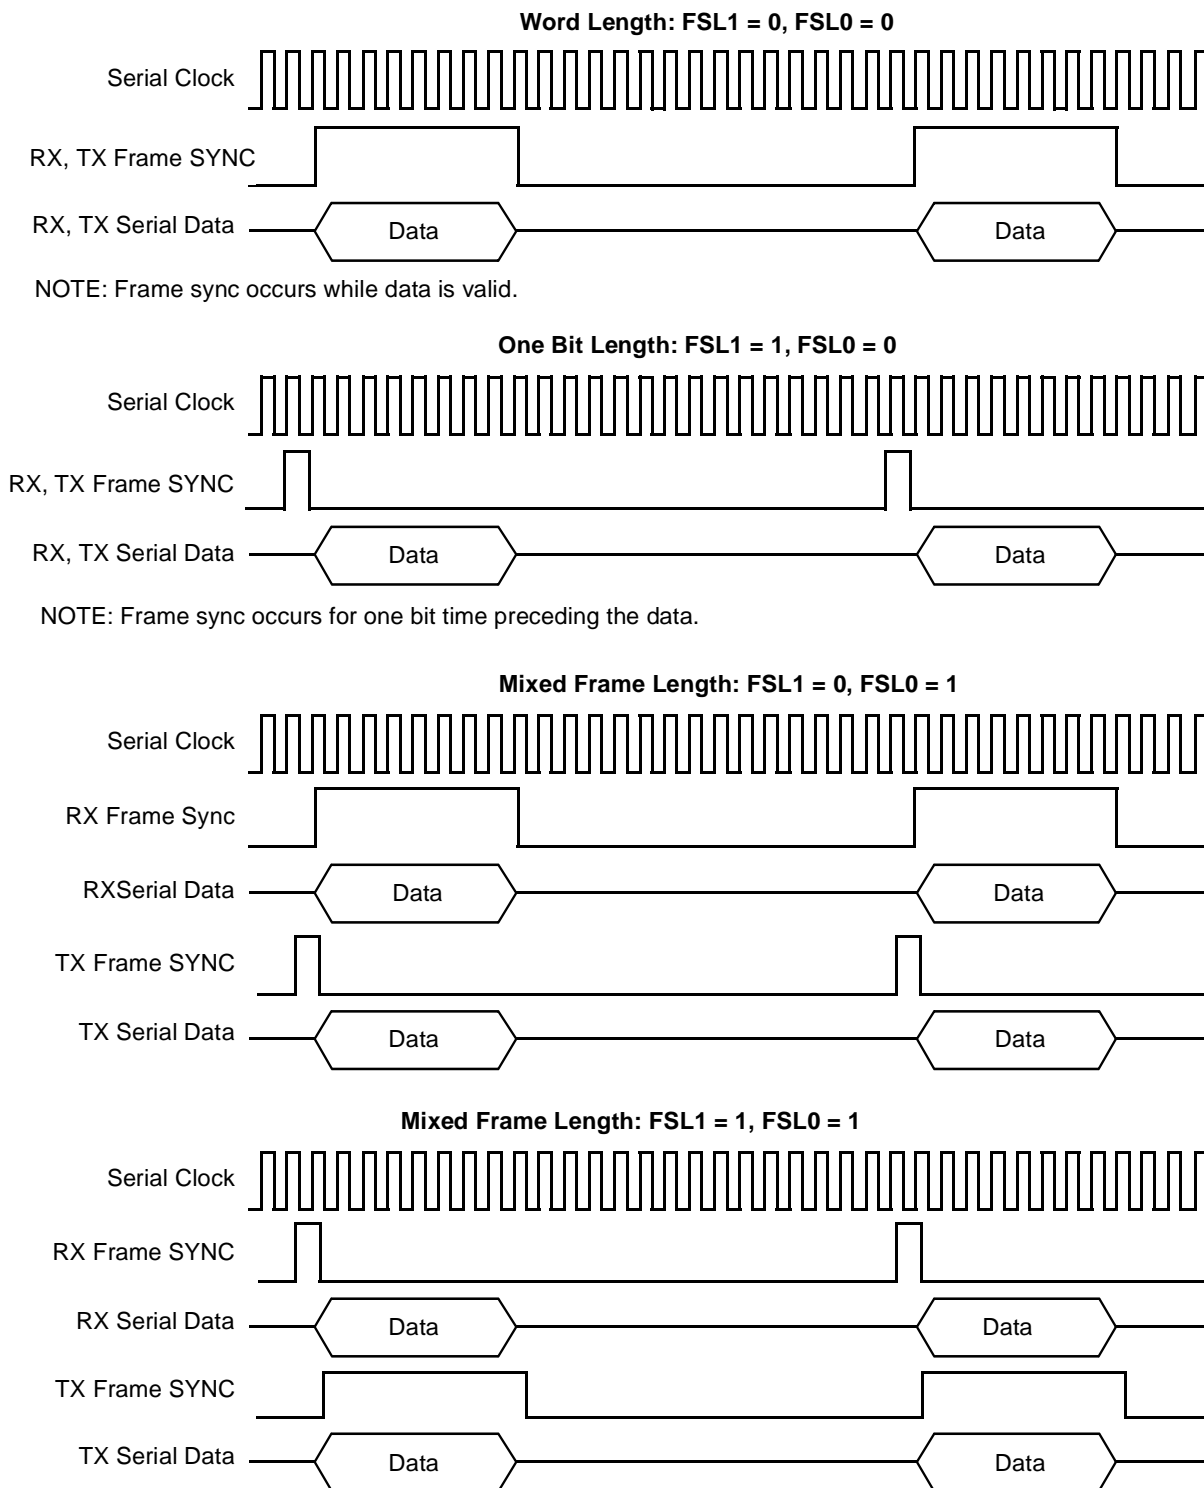 Word Length: FSL1 = 0, FSL0 = 0
Serial Clock
RX, TX Frame SYNC
RX, TX Serial Data
Data
Data
NOTE: Frame sync occurs while data is valid.
One Bit Length: FSL1 = 1, FSL0 = 0
Serial Clock
RX, TX Frame SYNC
RX, TX Serial Data
Data
Data
NOTE: Frame sync occurs for one bit time preceding the data.
Mixed Frame Length: FSL1 = 0, FSL0 = 1
Serial Clock
RX Frame Sync
RXSerial Data
Data
Data
TX Frame SYNC
TX Serial Data
Data
Data
Mixed Frame Length: FSL1 = 1, FSL0 = 1
Serial Clock
RX Frame SYNC
RX Serial Data
Data
Data
TX Frame SYNC
TX Serial Data
Data
Data